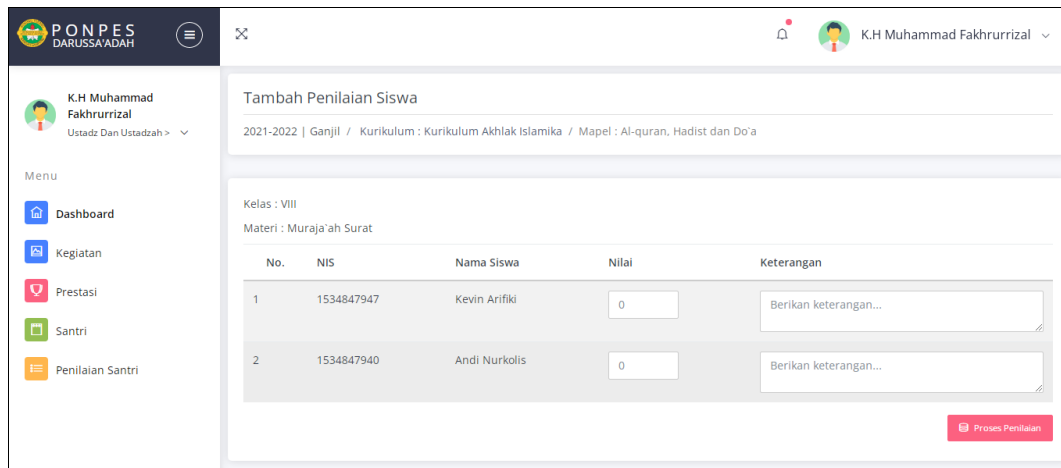 PONPES
DARUSSA'ADAH
K.H Muhammad Fakhrurrizal
K.H Muhammad
Fakhrurrizal
Ustadz Dan Ustadzah >
Menu
Dashboard
Kegiatan
Prestasi
Santri
Penilaian Santri
Tambah Penilaian Siswa
2021-2022 | Ganjil / Kurikulum : Kurikulum Akhlak Islamika / Mapel : Al-quran, Hadist dan Do`a
Kelas : VIII
Materi : Muraja`ah Surat
No. NIS Nama Siswa Nilai Keterangan
1 1534847947 Kevin Arifiki 0 Berikan keterangan...
2 1534847940 Andi Nurkolis 0 Berikan keterangan...
Proses Penilaian